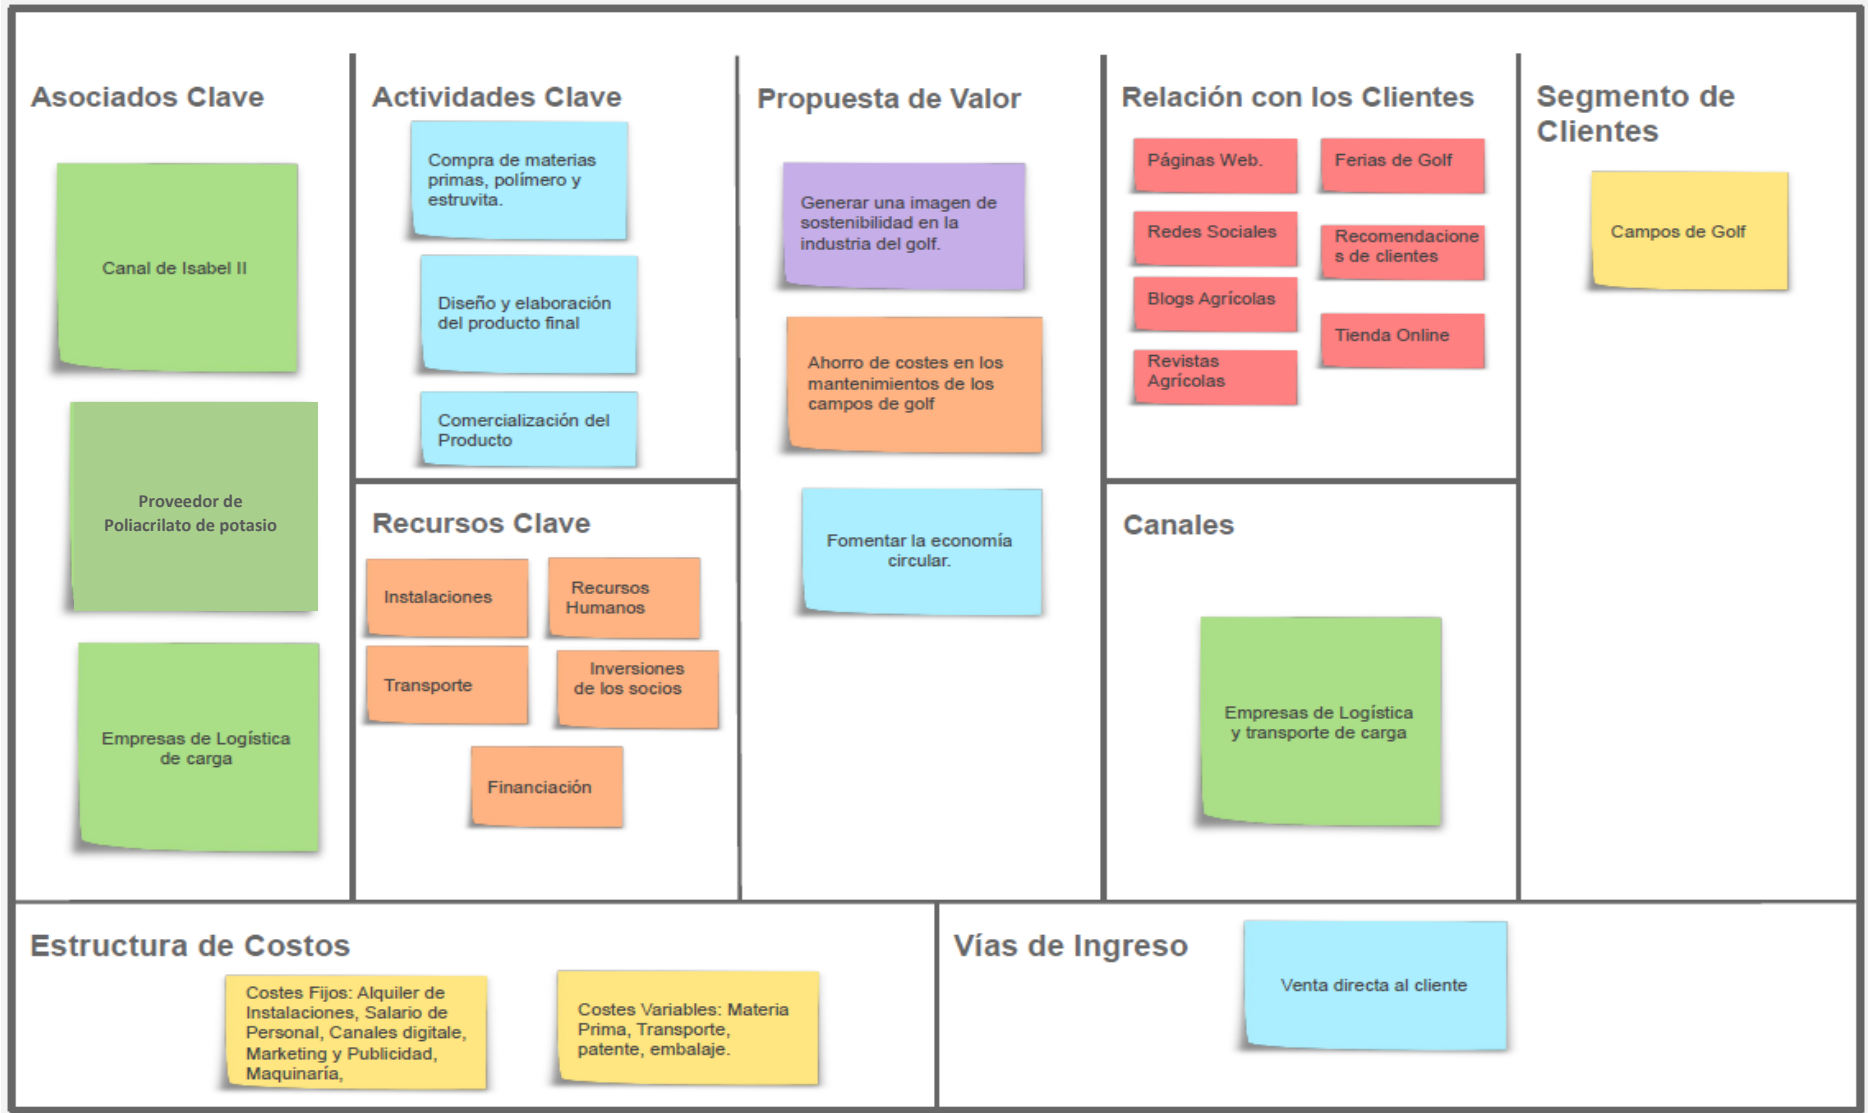 Asociados Clave
Canal de Isabel II
Proveedor de
Poliacrilato de potasio
Empresas de Logística
de carga
Actividades Clave
Compra de materias
primas, polímero y
estruvita.
Diseño y elaboración
del producto final
Comercialización del
Producto
Recursos Clave
Instalaciones
Recursos
Humanos
Transporte
Inversiones
de los socios
Financiación
Propuesta de Valor
Generar una imagen de
sostenibilidad en la
industria del golf.
Ahorro de costes en los
mantenimientos de los
campos de golf
Fomentar la economía
circular.
Relación con los Clientes
Páginas Web.
Redes Sociales
Blogs Agrícolas
Revistas
Agrícolas
Ferias de Golf
Recomendacione
s de clientes
Tienda Online
Canales
Empresas de Logística
y transporte de carga
Segmento de
Clientes
Campos de Golf
Estructura de Costos
Costes Fijos: Alquiler de
Instalaciones, Salario de
Personal, Canales digitale,
Marketing y Publicidad,
Maquinaría,
Costes Variables: Materia
Prima, Transporte,
patente, embalaje.
Vías de Ingreso
Venta directa al cliente